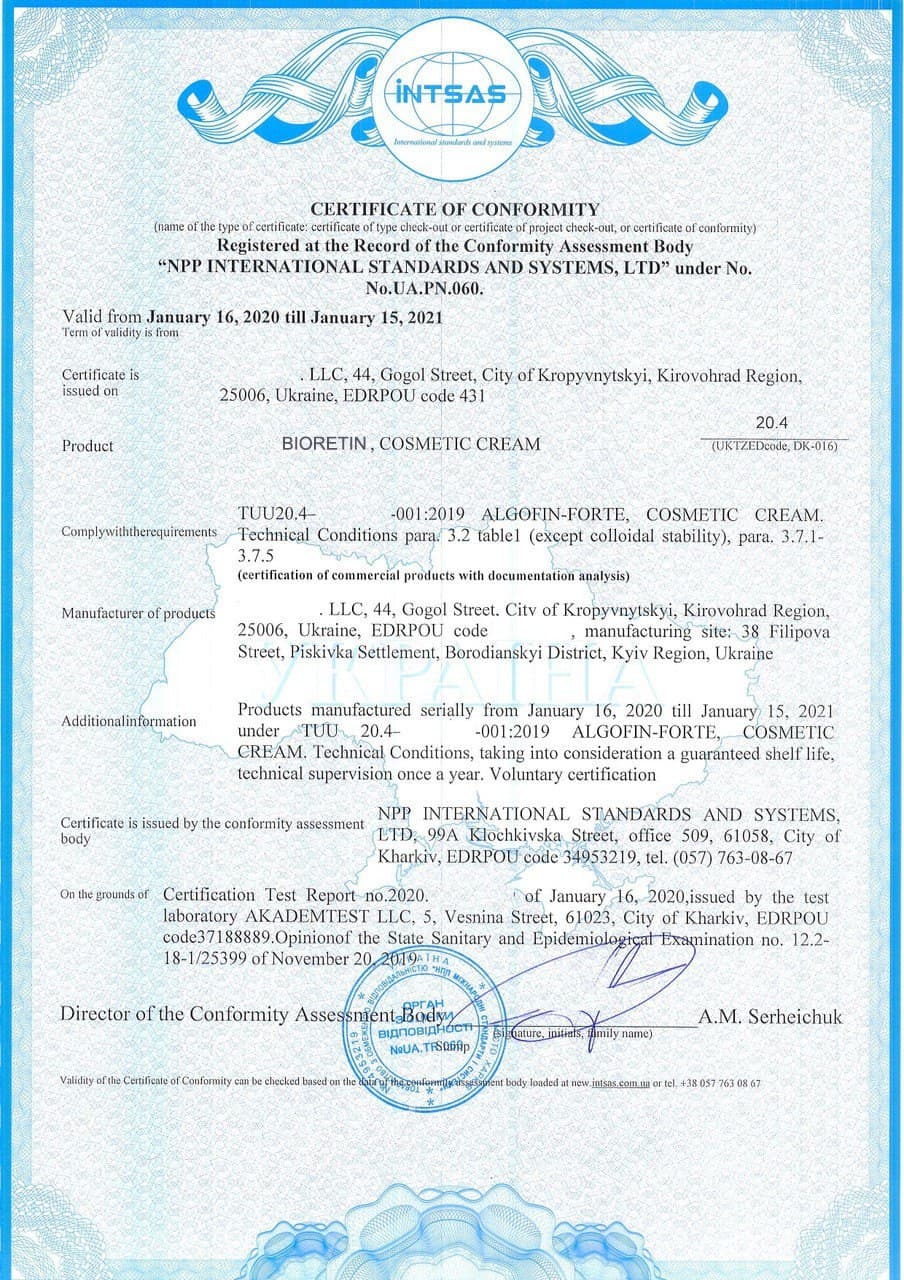 İNTSAS
International standards and systems
CERTIFICATE OF CONFORMITY
(name of the type of certificate: certificate of type check-out or certificate of project check-out, or certificate of conformity)
Registered at the Record of the Conformity Assessment Body
“NPP INTERNATIONAL STANDARDS AND SYSTEMS, LTD” under No.
No.UA.PN.060.
Valid from January 16, 2020 till January 15, 2021
Term of validity is from
Certificate is
issued on
. LLC, 44, Gogol Street, City of Kropyvnytskyi, Kirovohrad Region,
25006, Ukraine, EDRPOU code 431
20.4
Product BIORETIN , COSMETIC CREAM (UKTZEDcode, DK-016)
Complywiththerequirements
TUU20.4– -001:2019 ALGOFIN-FORTE, COSMETIC CREAM.
Technical Conditions para. 3.2 table1 (except colloidal stability), para. 3.7.1-
3.7.5
(certification of commercial products with documentation analysis)
Manufacturer of products
. LLC, 44, Gogol Street. City of Kropyvnytskyi, Kirovohrad Region,
25006, Ukraine, EDRPOU code , manufacturing site: 38 Filipova
Street, Piskivka Settlement, Borodianskyi District, Kyiv Region, Ukraine
УКРАЇНА
Additionalinformation
Products manufactured serially from January 16, 2020 till January 15, 2021
under TUU 20.4– -001:2019 ALGOFIN-FORTE, COSMETIC
CREAM. Technical Conditions, taking into consideration a guaranteed shelf life,
technical supervision once a year. Voluntary certification
Certificate is issued by the conformity assessment
body
NPP INTERNATIONAL STANDARDS AND SYSTEMS,
LTD, 99A Klochkivska Street, office 509, 61058, City of
Kharkiv, EDRPOU code 34953219, tel. (057) 763-08-67
On the grounds of
Certification Test Report no.2020. of January 16, 2020,issued by the test
laboratory AKADEMTEST LLC, 5, Vesnina Street, 61023, City of Kharkiv, EDRPOU
code37188889.Opinionof the State Sanitary and Epidemiological Examination no. 12.2-
18-1/25399 of November 20, 2019
Director of the Conformity Assessment Body A.M. Serheichuk
(signature, initials, family name)
Stamp
УКРАЇНА
ОРГАН
З ОЦІНКИ
ВІДПОВІДНОСТІ
№UA.TR.060
Validity of the Certificate of Conformity can be checked based on the data of the conformity assessment body loaded at new.intsas.com.ua or tel. +38 057 763 08 67